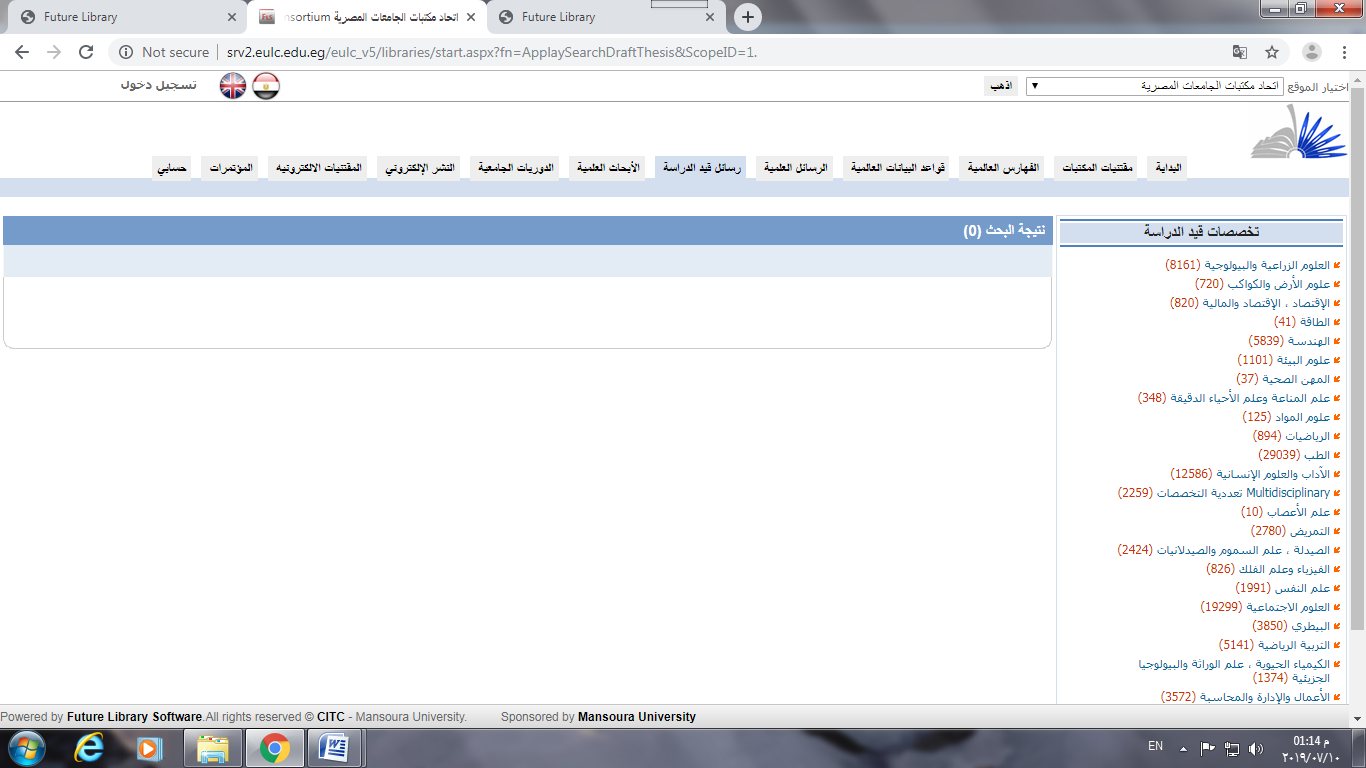 Future Library
اتحاد مكتبات الجامعات المصرية nsortium
Future Library
Not secure
srv2.eulc.edu.eg/eulc_v5/libraries/start.aspx?fn=ApplaySearchDraftThesis&ScopeID=1.
اختيار الموقع
اتحاد مكتبات الجامعات المصرية
اذهب
تسجيل دخول
البداية
مقتنيات المكتبات
الفهارس العالمية
قواعد البيانات العالمية
الرسائل العلمية
رسائل قيد الدراسة
الأبحاث العلمية
الدوريات الجامعية
النشر الإلكتروني
المقتنيات الالكترونيه
المؤتمرات
حسابي
تخصصات قيد الدراسة
العلوم الزراعية والبيولوجية (8161)
علوم الأرض والكواكب (720)
الإقتصاد ، الإقتصاد والمالية (820)
الطاقة (41)
الهندسة (5839)
علوم البيئة (1101)
المهن الصحية (37)
علم المناعة وعلم الأحياء الدقيقة (348)
علوم المواد (125)
الرياضيات (894)
الطب (29039)
الآداب والعلوم الإنسانية (12586)
Multidisciplinary تعددية التخصصات (2259)
علم الأعصاب (10)
التمريض (2780)
الصيدلة ، علم السموم والصيدلانيات (2424)
الفيزياء وعلم الفلك (826)
علم النفس (1991)
العلوم الاجتماعية (19299)
البيطري (3850)
التربية الرياضية (5141)
الكيمياء الحيوية ، علم الوراثة والبيولوجيا
الجزيئية (1374)
الأعمال والإدارة والمحاسبة (3572)
نتيجة البحث (0)
Powered by Future Library Software.All rights reserved © CITC - Mansoura University. Sponsored by Mansoura University
EN
01:14 م
٢٠١٩/٠٧/١٠